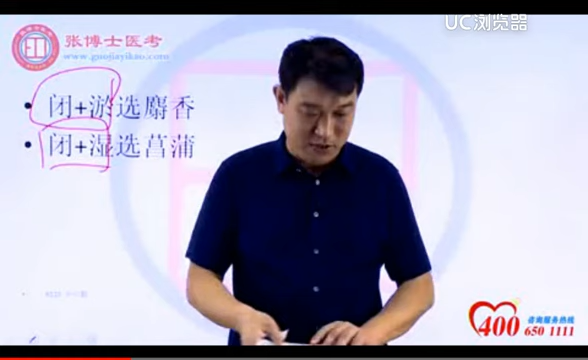 UC浏览器
张博士医考
www.guojiayikao.com
闭+淤选麝香
闭+湿选菖蒲
咨询服务热线
400 650 1111